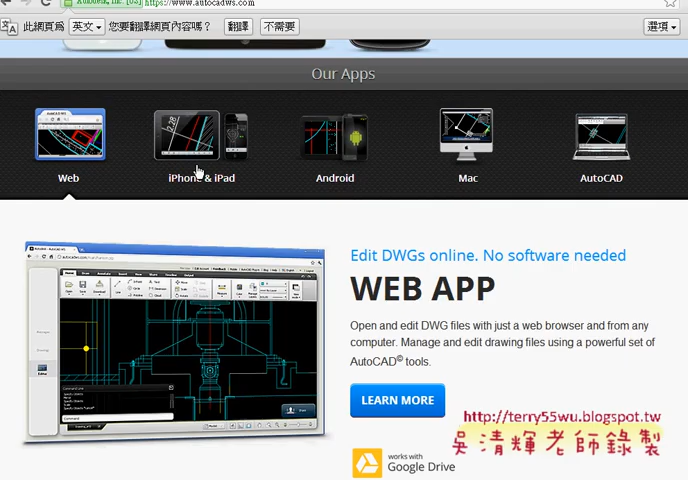 Autodesk, Inc. [US] https://www.autocadws.com
此網頁為 英文 您要翻譯網頁內容嗎？ 翻譯 不需要 選項
Our Apps
Web iPhone & iPad Android Mac AutoCAD
Edit DWGs online. No software needed
WEB APP
Open and edit DWG files with just a web browser and from any
computer. Manage and edit drawing files using a powerful set of
AutoCAD© tools.
LEARN MORE
http://terry55wu.blogspot.tw
吳清輝老師錄製
works with
Google Drive